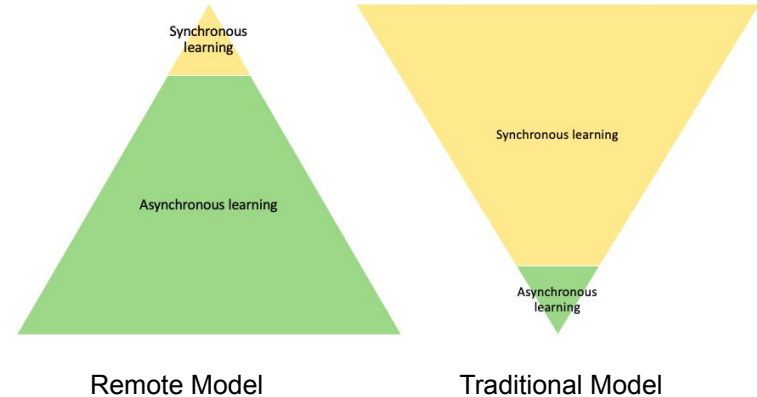 Synchronous
learning
Asynchronous learning
Synchronous learning
Asynchronous
learning
Remote Model
Traditional Model